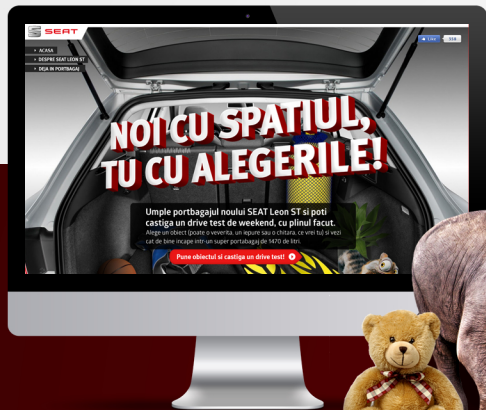 SEAT
Like 518
ACASA
DESPRE SEAT LEON ST
DEJA IN PORTBAGAJ
NOI CU SPATIUL,
TU CU ALEGERILE!
Umple portbagajul noului SEAT Leon ST si poti
castiga un drive test de weekend, cu plinul facut.
Alege un obiect (poate o veverita, un iepure sau o chitara, ce vrei tu) si vezi
cat de bine incape intr-un super portabagaj de 1470 de litri.
Pune obiectul si castiga un drive test!